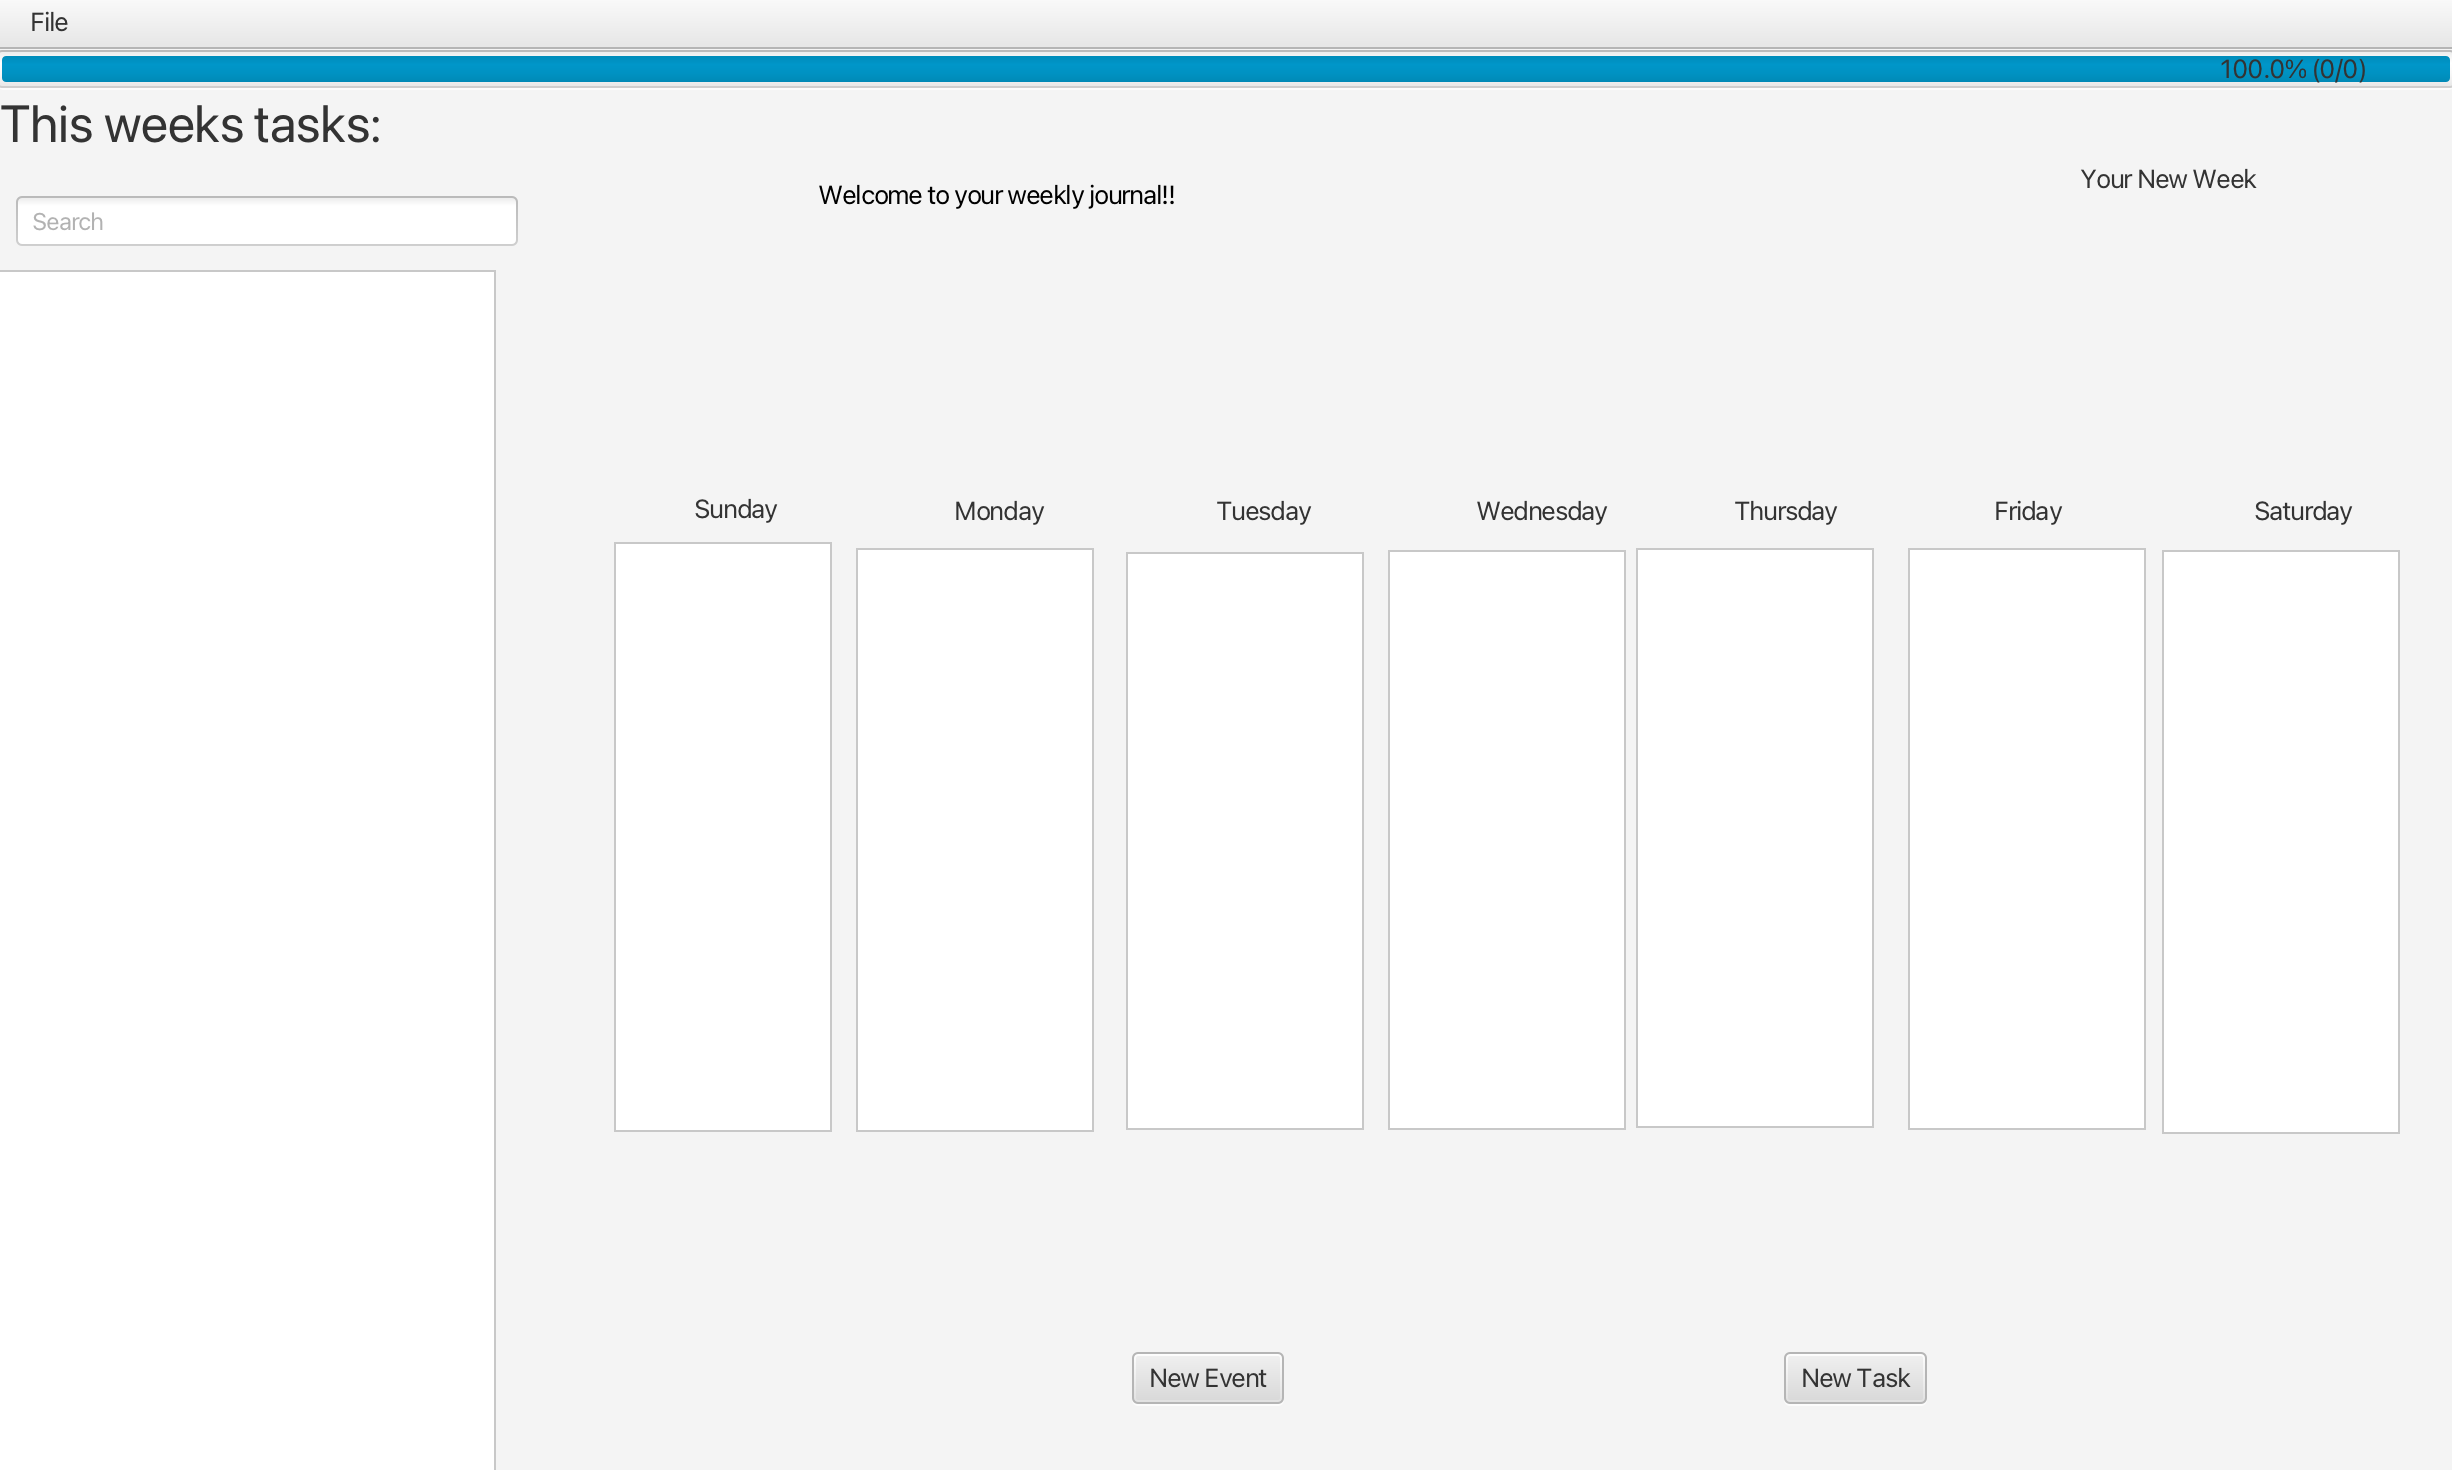 File
100.0% (0/0)
This weeks tasks:
Your New Week
Welcome to your weekly journal!!
Search
Sunday
Monday
Tuesday
Wednesday
Thursday
Friday
Saturday
New Event
New Task